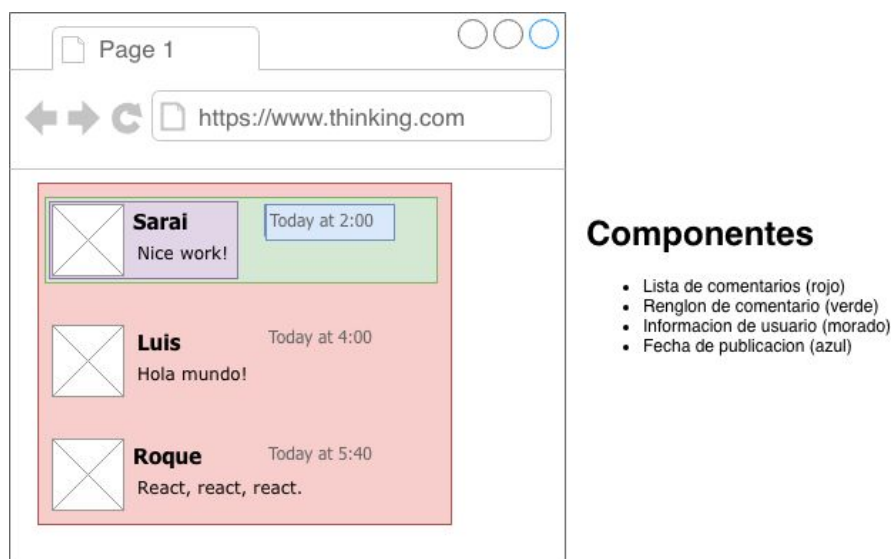 Page 1
https://www.thinking.com
Sarai
Today at 2:00
Nice work!
Luis
Today at 4:00
Hola mundo!
Roque
Today at 5:40
React, react, react.
Componentes
Lista de comentarios (rojo)
Renglon de comentario (verde)
Informacion de usuario (morado)
Fecha de publicacion (azul)